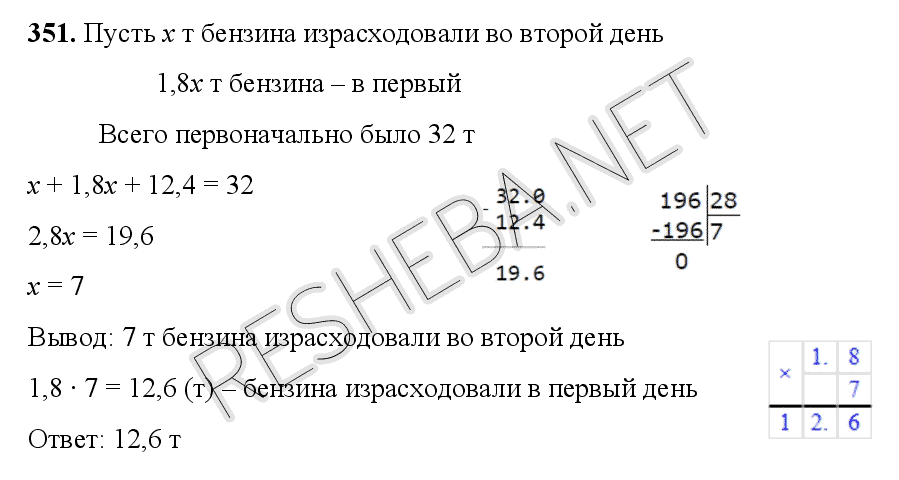 351. Пусть x т бензина израсходовали во второй день
1,8x т бензина – в первый
Всего первоначально было 32 т
x + 1,8x + 12,4 = 32
2,8x = 19,6
x = 7
- 32.0
12.4
19.6
196 28
-196 7
0
Вывод: 7 т бензина израсходовали во второй день
1,8 · 7 = 12,6 (т) – бензина израсходовали в первый день
Ответ: 12,6 т
× 1. 8
7
1 2. 6
RESHEBA.NET